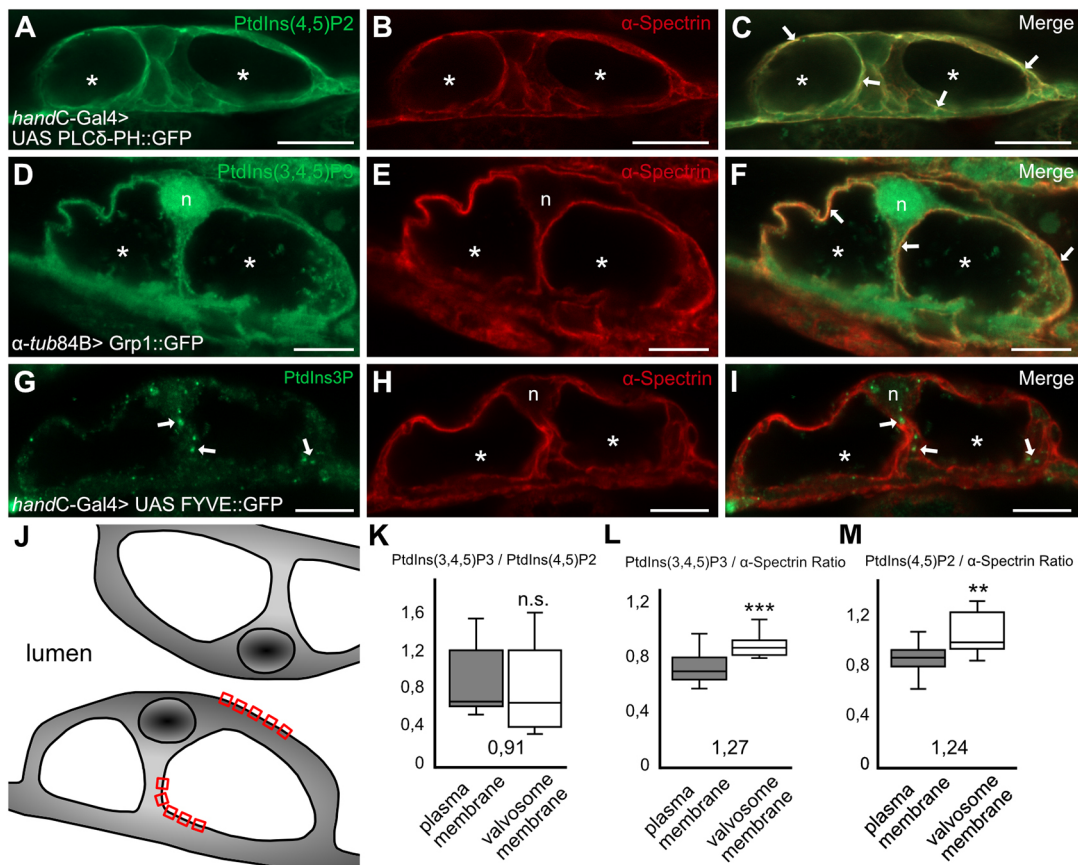 A
PtdIns(4,5)P2
*
*
handC-Gal4>
UAS PLCδ-PH::GFP
B
α-Spectrin
*
*
C
Merge
*
*
D
PtdIns(3,4,5)P3
n
*
*
α-tub84B> Grp1::GFP
E
α-Spectrin
n
*
*
F
Merge
n
*
*
G
PtdIns3P
handC-Gal4> UAS FYVE::GFP
H
α-Spectrin
n
*
*
I
Merge
n
*
*
J
lumen
K
PtdIns(3,4,5)P3 / PtdIns(4,5)P2
1,6
1,2
0,8
0,4
0
n.s.
0,91
plasma
membrane
valvosome
membrane
L
PtdIns(3,4,5)P3 / α-Spectrin Ratio
1,2
0,8
0,4
0
***
1,27
plasma
membrane
valvosome
membrane
M
PtdIns(4,5)P2 / α-Spectrin Ratio
1,2
0,8
0,4
0
**
1,24
plasma
membrane
valvosome
membrane